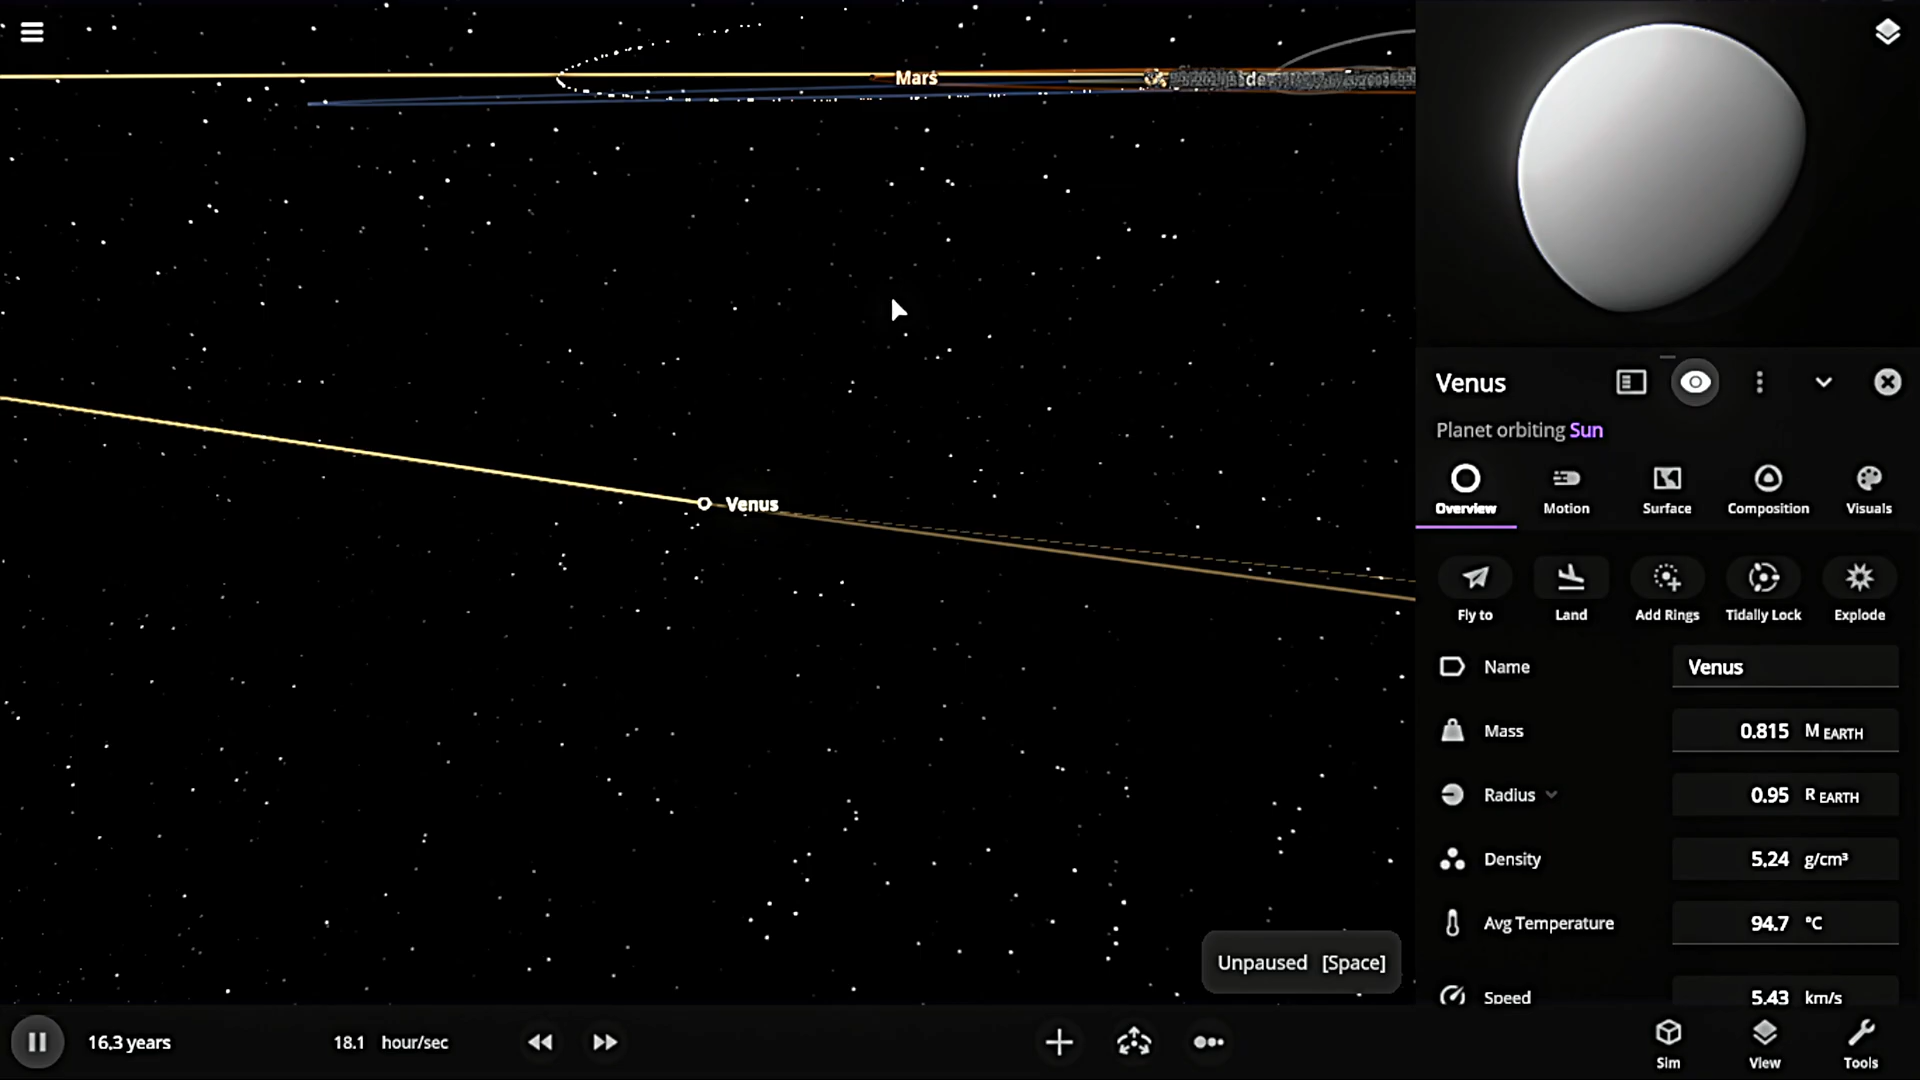 Mars
Venus
Unpaused [Space]
16.3 years
18.1 hour/sec
Venus
Planet orbiting Sun
Overview
Motion
Surface
Composition
Visuals
Fly to
Land
Add Rings
Tidally Lock
Explode
Name Venus
Mass 0.815 M EARTH
Radius 0.95 R EARTH
Density 5.24 g/cm³
Avg Temperature 94.7 °C
Speed 5.43 km/s
Sim
View
Tools